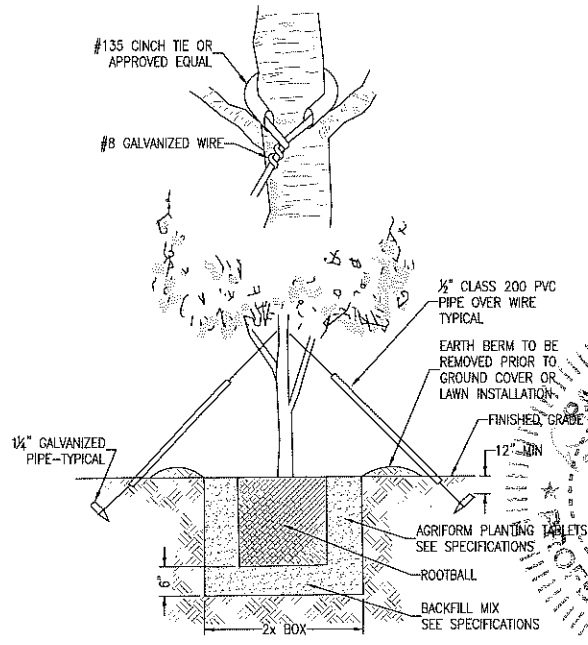 #135 CINCH TIE OR
APPROVED EQUAL
#8 GALVANIZED WIRE
½" CLASS 200 PVC
PIPE OVER WIRE
TYPICAL
EARTH BERM TO BE
REMOVED PRIOR TO
GROUND COVER OR
LAWN INSTALLATION
FINISHED GRADE
1¼" GALVANIZED
PIPE-TYPICAL
12" MIN
AGRIFORM PLANTING TABLETS
SEE SPECIFICATIONS
ROOTBALL
6"
BACKFILL MIX
SEE SPECIFICATIONS
2x BOX